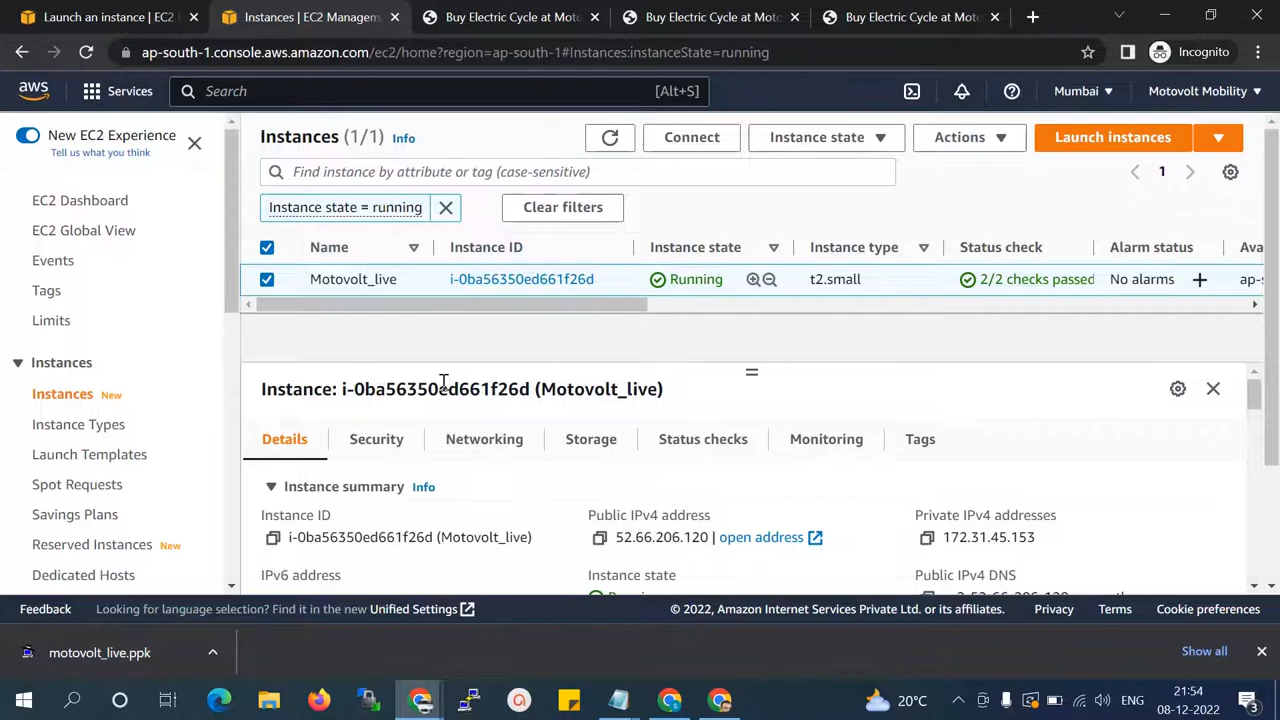 Launch an instance | EC2 Manage
Instances | EC2 Management
Buy Electric Cycle at Motovolt
Buy Electric Cycle at Motovolt
Buy Electric Cycle at Motovolt
ap-south-1.console.aws.amazon.com/ec2/home?region=ap-south-1#Instances:instanceState=running
Incognito
aws
Services
Search
[Alt+S]
Mumbai
Motovolt Mobility
New EC2 Experience
Tell us what you think
EC2 Dashboard
EC2 Global View
Events
Tags
Limits
Instances
Instances New
Instance Types
Launch Templates
Spot Requests
Savings Plans
Reserved Instances New
Dedicated Hosts
Instances (1/1) Info
Connect
Instance state
Actions
Launch instances
Find instance by attribute or tag (case-sensitive)
1
Instance state = running
Clear filters
Name Instance ID Instance state Instance type Status check Alarm status Ava
Motovolt_live i-0ba56350ed661f26d Running t2.small 2/2 checks passed No alarms ap-s
Instance: i-0ba56350ed661f26d (Motovolt_live)
Details Security Networking Storage Status checks Monitoring Tags
Instance summary Info
Instance ID Public IPv4 address Private IPv4 addresses
i-0ba56350ed661f26d (Motovolt_live) 52.66.206.120 | open address 172.31.45.153
IPv6 address Instance state Public IPv4 DNS
Feedback Looking for language selection? Find it in the new Unified Settings © 2022, Amazon Internet Services Private Ltd. or its affiliates. Privacy Terms Cookie preferences
motovolt_live.ppk
Show all
20°C
ENG
21:54
08-12-2022
3